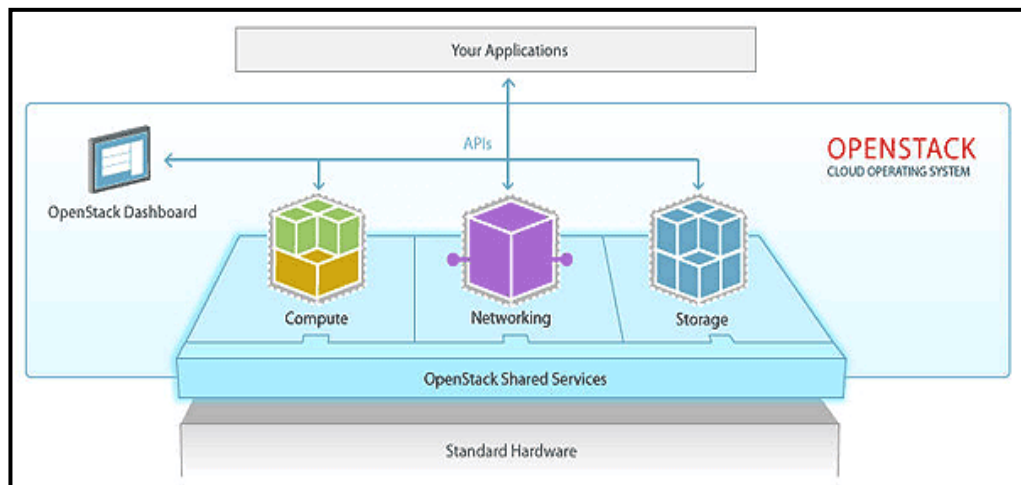 Your Applications
APIs
OPENSTACK
CLOUD OPERATING SYSTEM
OpenStack Dashboard
Compute
Networking
Storage
OpenStack Shared Services
Standard Hardware